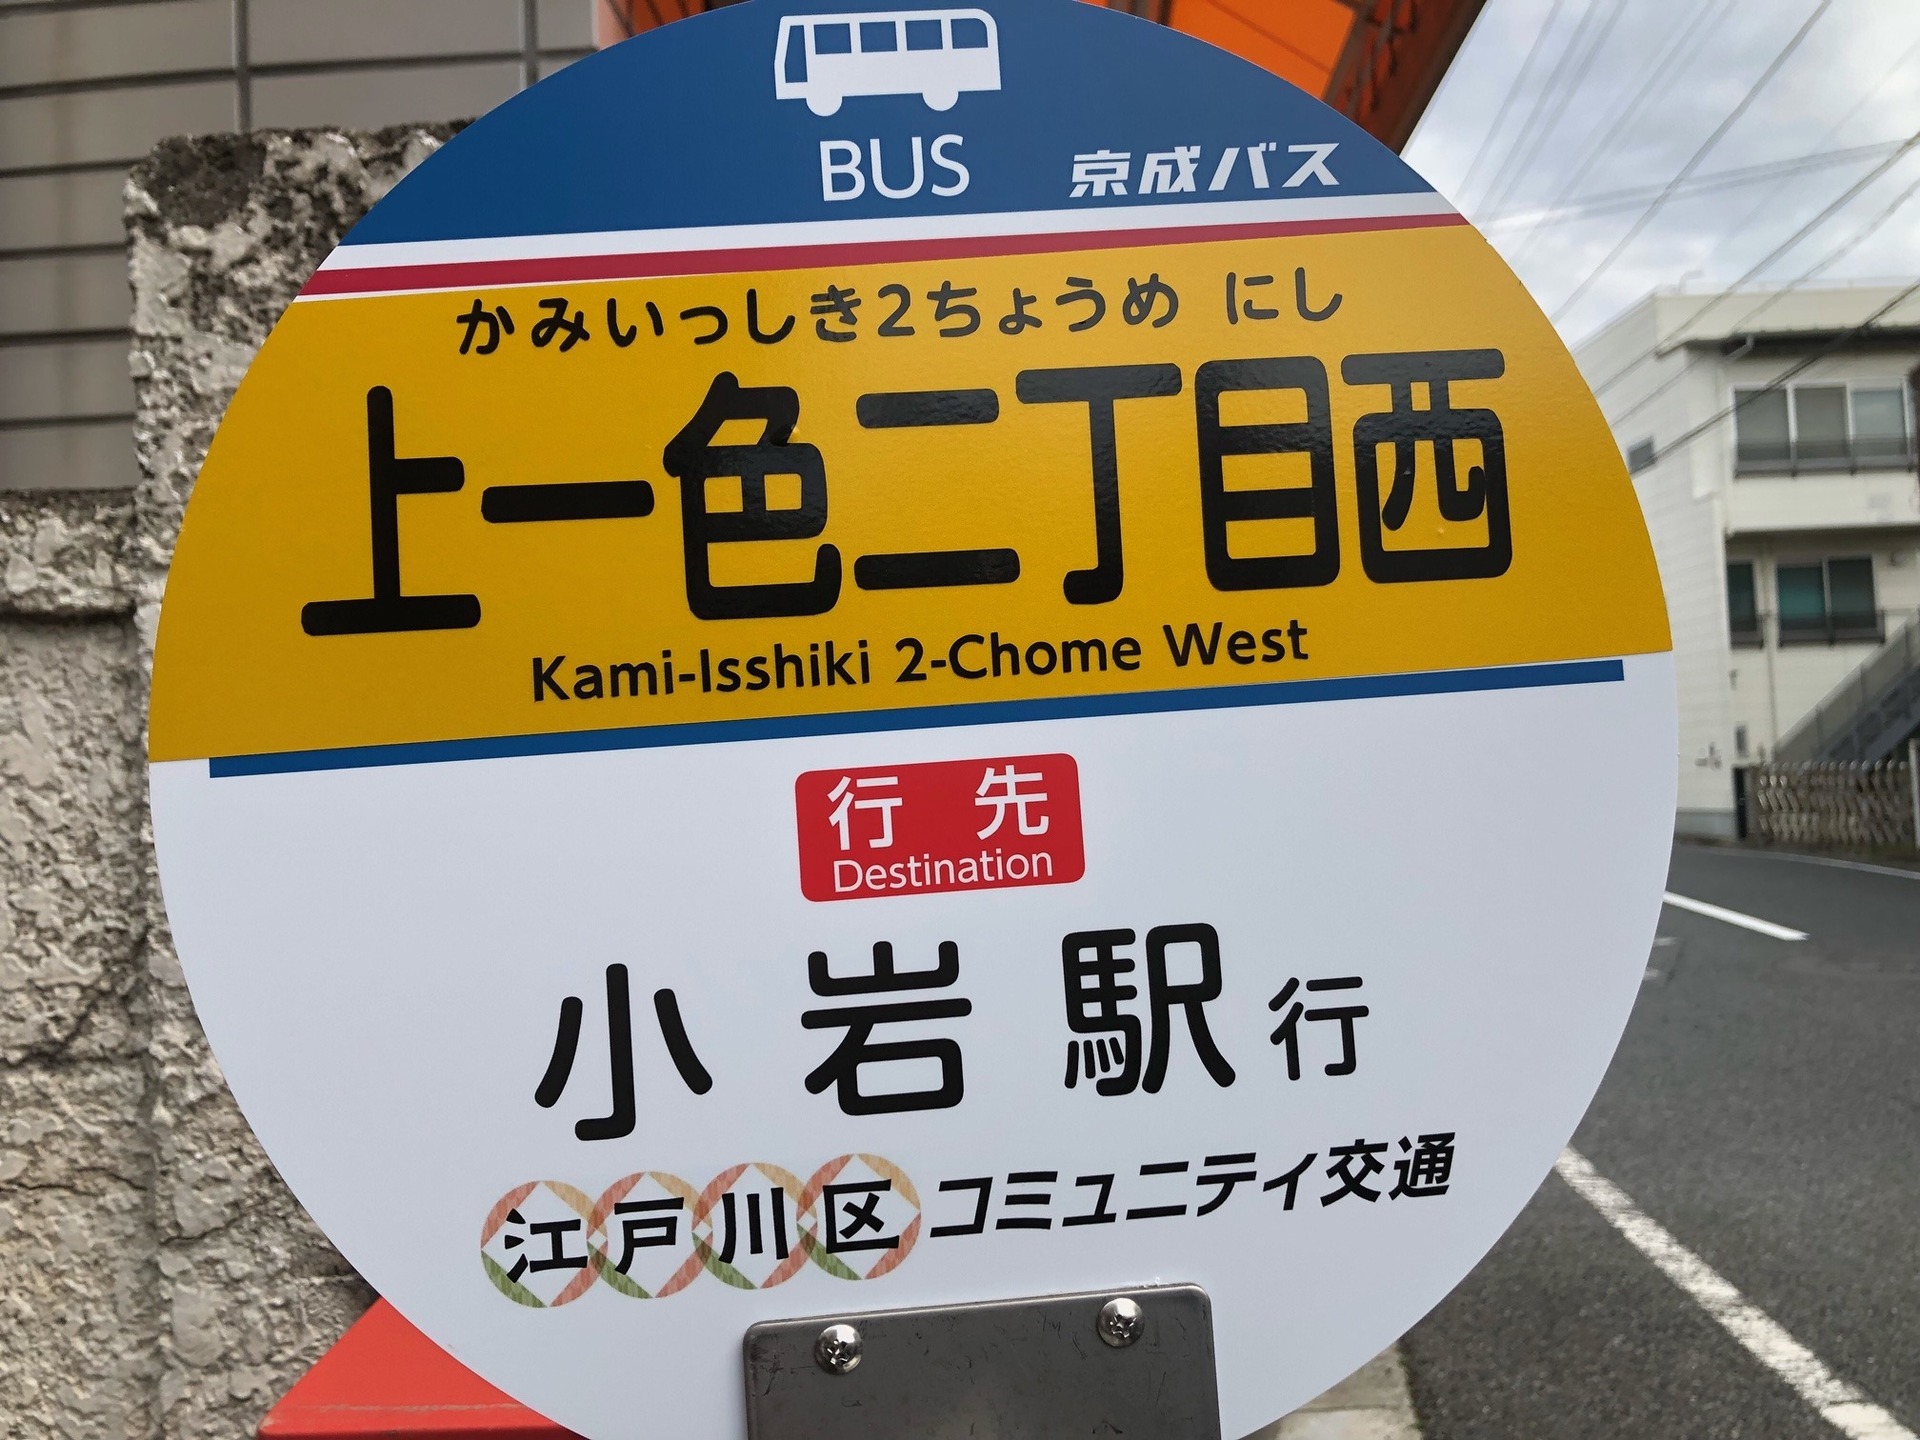 BUS
京成バス
かみいっしき2ちょうめ にし
上一色二丁目西
Kami-Isshiki 2-Chome West
行先
Destination
小岩駅行
江戸川区コミュニティ交通